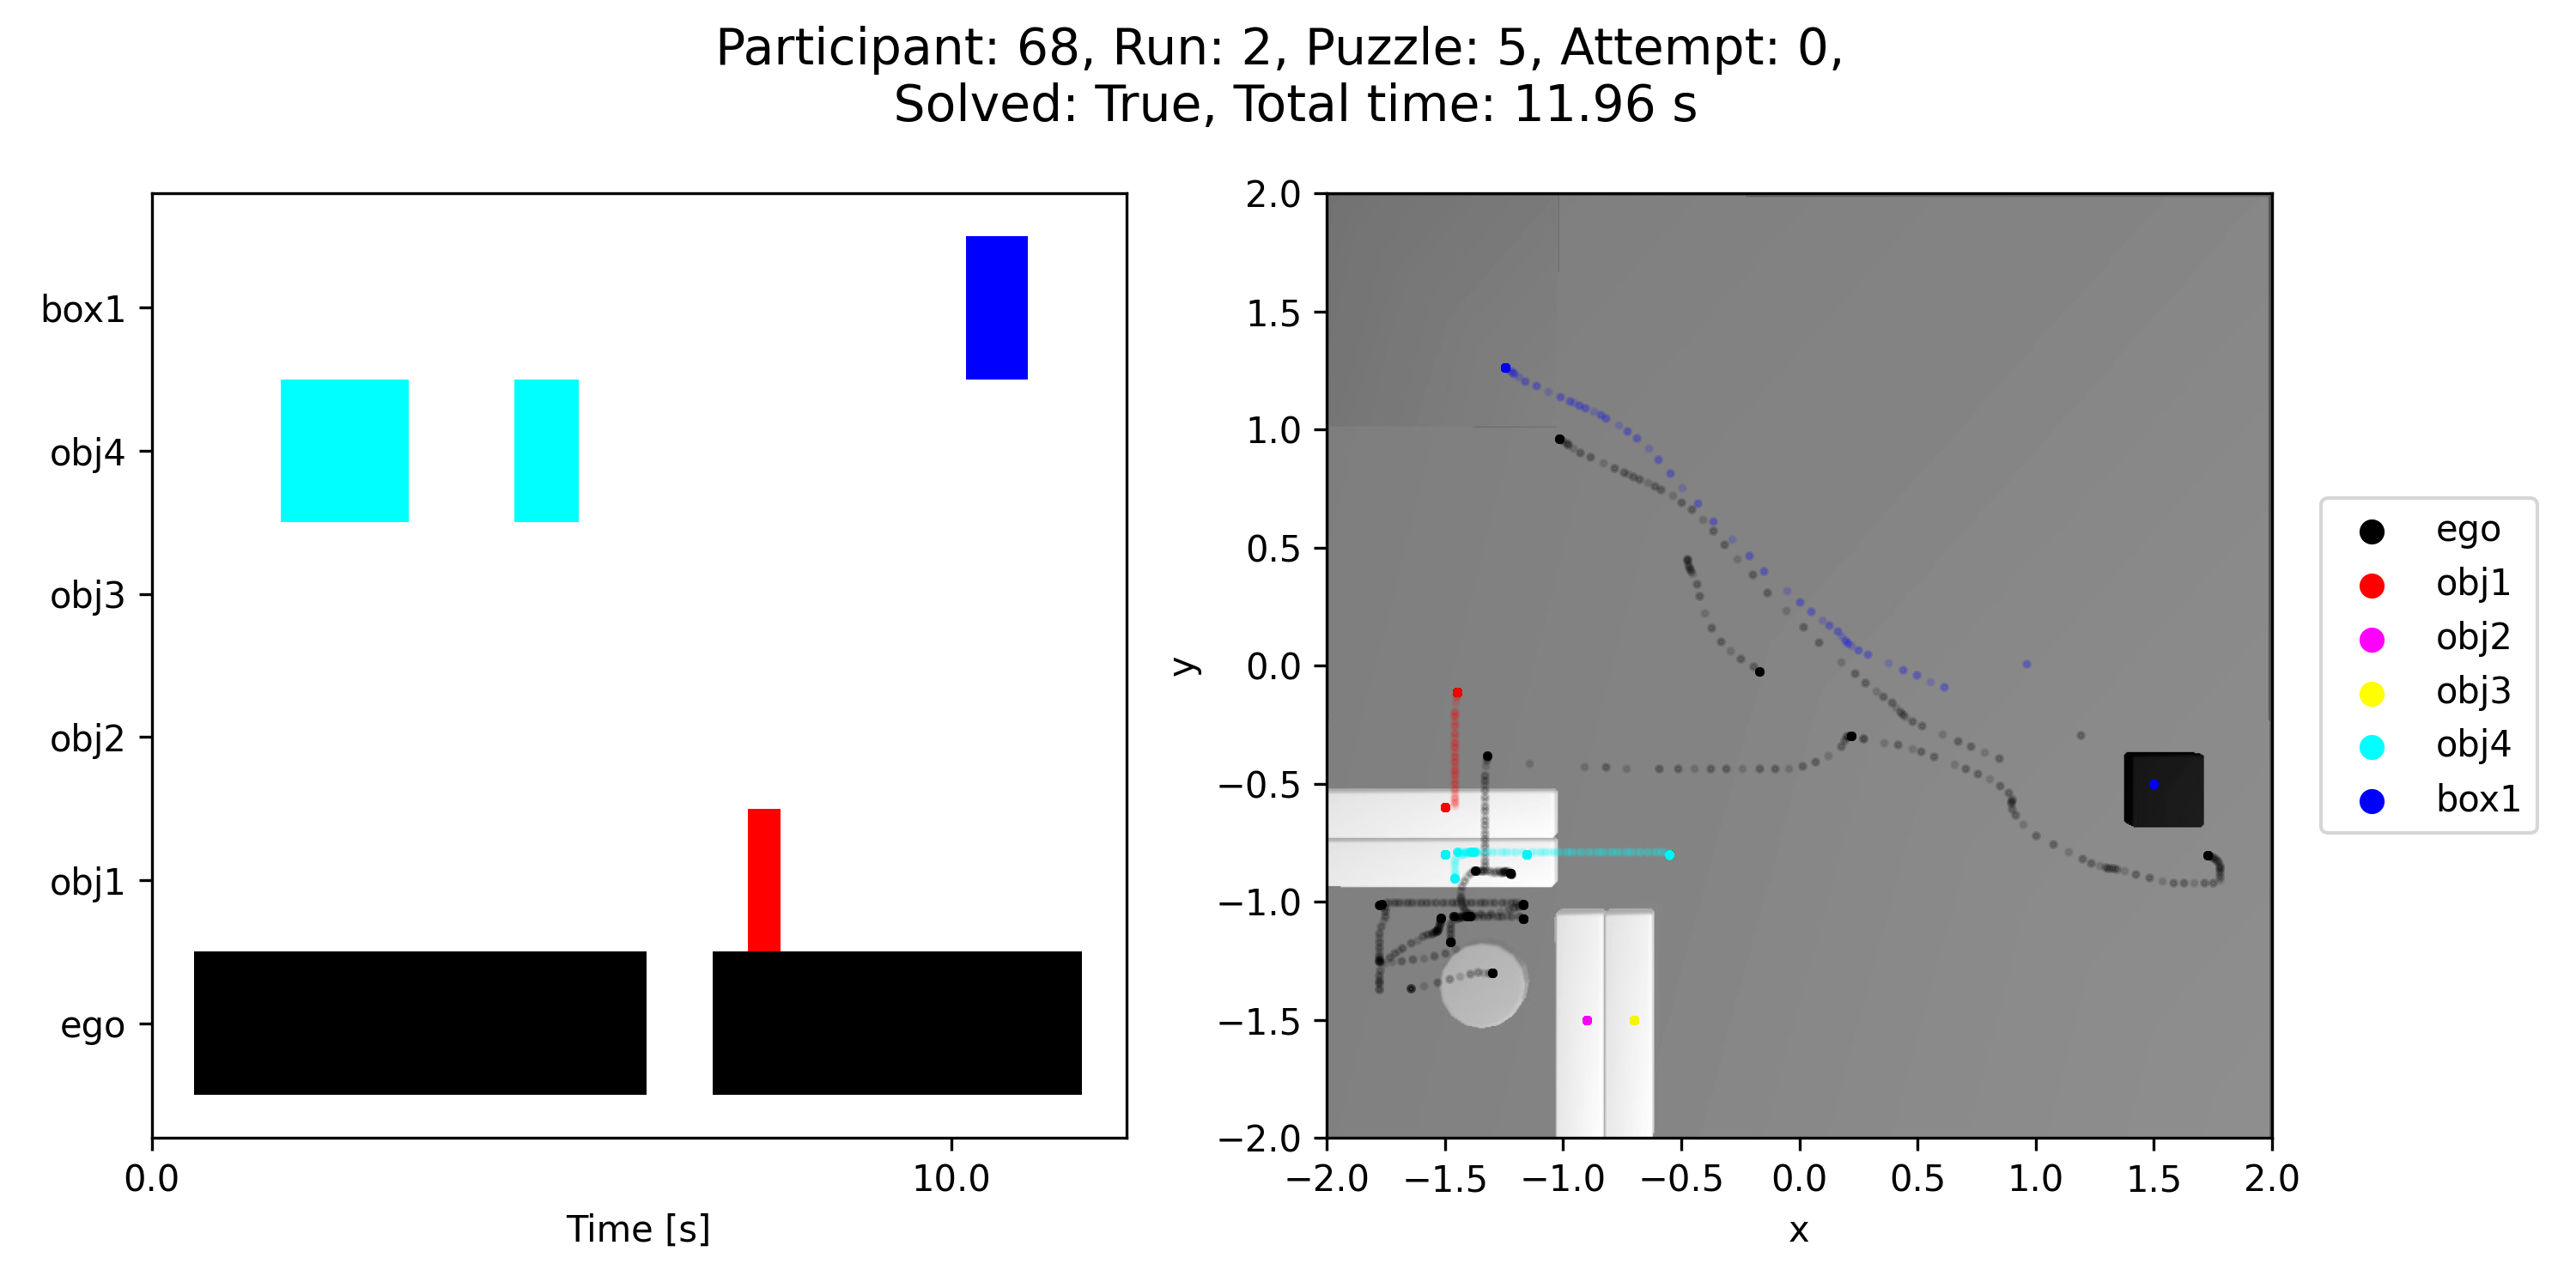 Participant: 68, Run: 2, Puzzle: 5, Attempt: 0,
Solved: True, Total time: 11.96 s
box1
obj4
obj3
obj2
obj1
ego
0.0
10.0
Time [s]
2.0
1.5
1.0
0.5
0.0
−0.5
−1.0
−1.5
−2.0
y
−2.0
−1.5
−1.0
−0.5
0.0
0.5
1.0
1.5
2.0
x
ego
obj1
obj2
obj3
obj4
box1